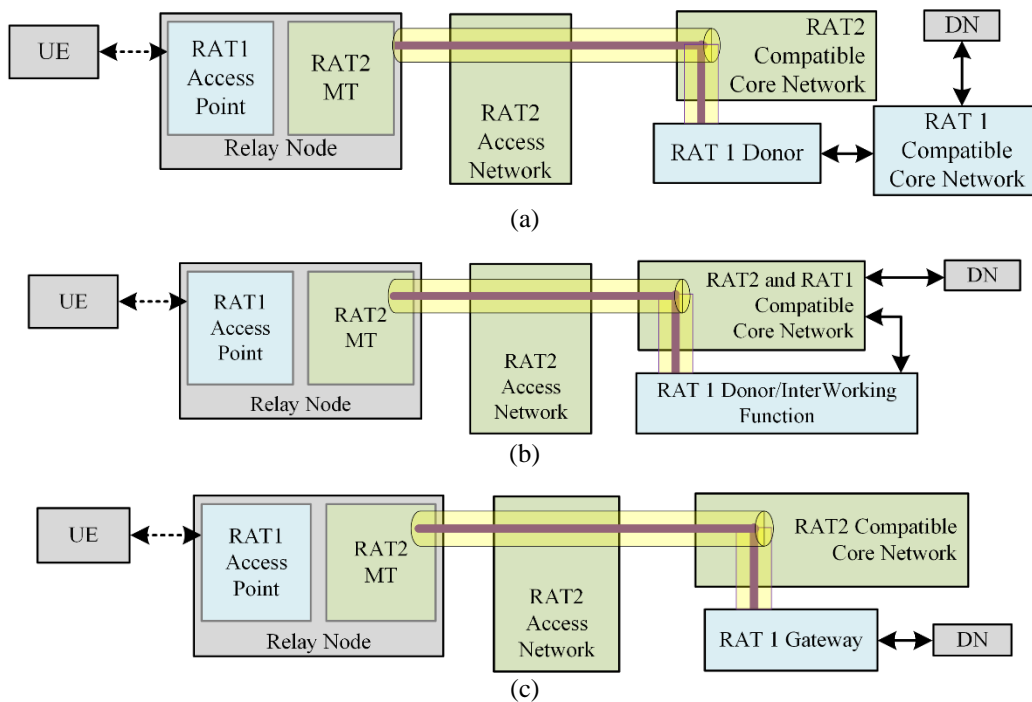 UE
RAT1
Access
Point
RAT2
MT
Relay Node
RAT2
Access
Network
RAT2
Compatible
Core Network
RAT 1 Donor
DN
RAT 1
Compatible
Core Network
(a)
UE
RAT1
Access
Point
RAT2
MT
Relay Node
RAT2
Access
Network
RAT2 and RAT1
Compatible
Core Network
DN
RAT 1 Donor/InterWorking
Function
(b)
UE
RAT1
Access
Point
RAT2
MT
Relay Node
RAT2
Access
Network
RAT2 Compatible
Core Network
RAT 1 Gateway
DN
(c)